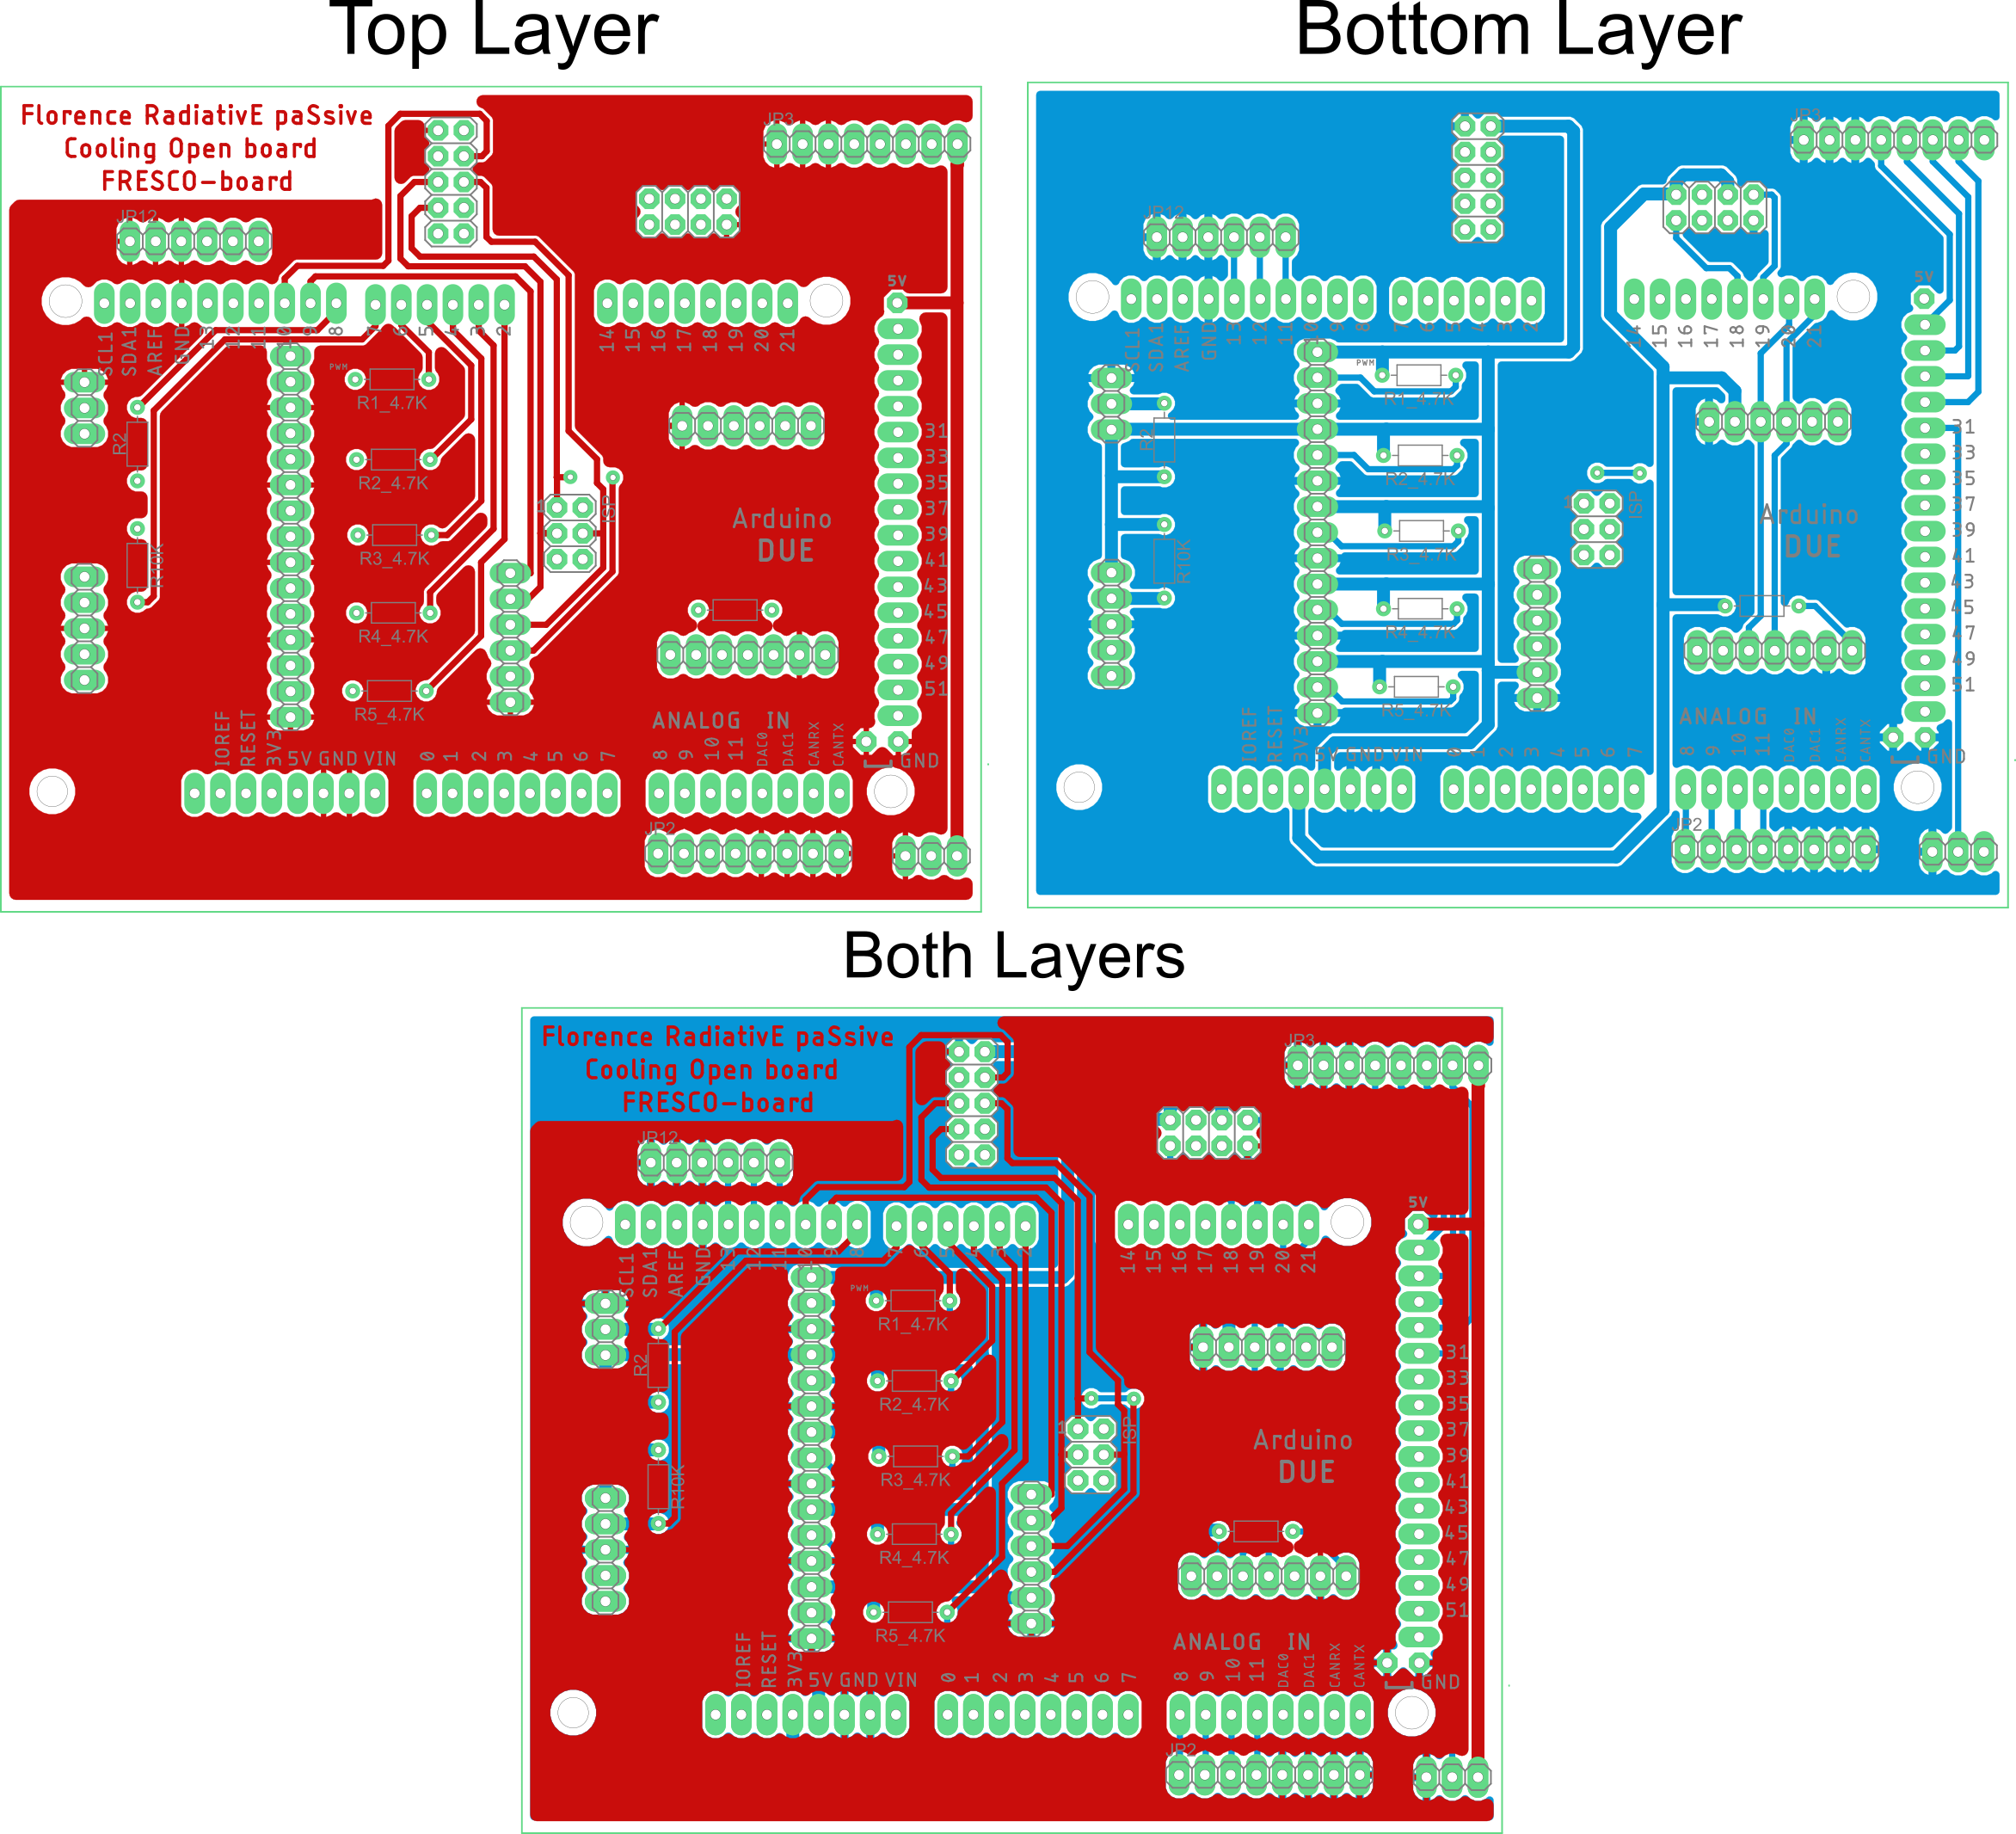 Top Layer
Bottom Layer
Florence RadiativE paSsive
Cooling Open board
FRESCO-board
JP3
JP12
5V
SCL1
SDA1
AREF
GND
13
12
11
10
9
8
7
6
5
4
3
2
14
15
16
17
18
19
20
21
PWM
R1_4.7K
R2
R2_4.7K
R3_4.7K
R10K
R4_4.7K
R5_4.7K
1
ISP
Arduino
DUE
31
33
35
37
39
41
43
45
47
49
51
ANALOG IN
IOREF
RESET
3V3
5V
GND
VIN
0
1
2
3
4
5
6
7
8
9
10
11
DAC0
DAC1
CANRX
CANTX
GND
JP2
JP3
JP12
5V
SCL1
SDA1
AREF
GND
13
12
11
10
9
8
7
6
5
4
3
2
14
15
16
17
18
19
20
21
PWM
R1_4.7K
R2
R2_4.7K
R3_4.7K
R10K
R4_4.7K
R5_4.7K
1
ISP
Arduino
DUE
31
33
35
37
39
41
43
45
47
49
51
ANALOG IN
IOREF
RESET
3V3
5V
GND
VIN
0
1
2
3
4
5
6
7
8
9
10
11
DAC0
DAC1
CANRX
CANTX
GND
JP2
Both Layers
Florence RadiativE paSsive
Cooling Open board
FRESCO-board
JP3
JP12
5V
SCL1
SDA1
AREF
GND
13
12
11
10
9
8
7
6
5
4
3
2
14
15
16
17
18
19
20
21
PWM
R1_4.7K
R2
R2_4.7K
R3_4.7K
R10K
R4_4.7K
R5_4.7K
1
ISP
Arduino
DUE
31
33
35
37
39
41
43
45
47
49
51
ANALOG IN
IOREF
RESET
3V3
5V
GND
VIN
0
1
2
3
4
5
6
7
8
9
10
11
DAC0
DAC1
CANRX
CANTX
GND
JP2